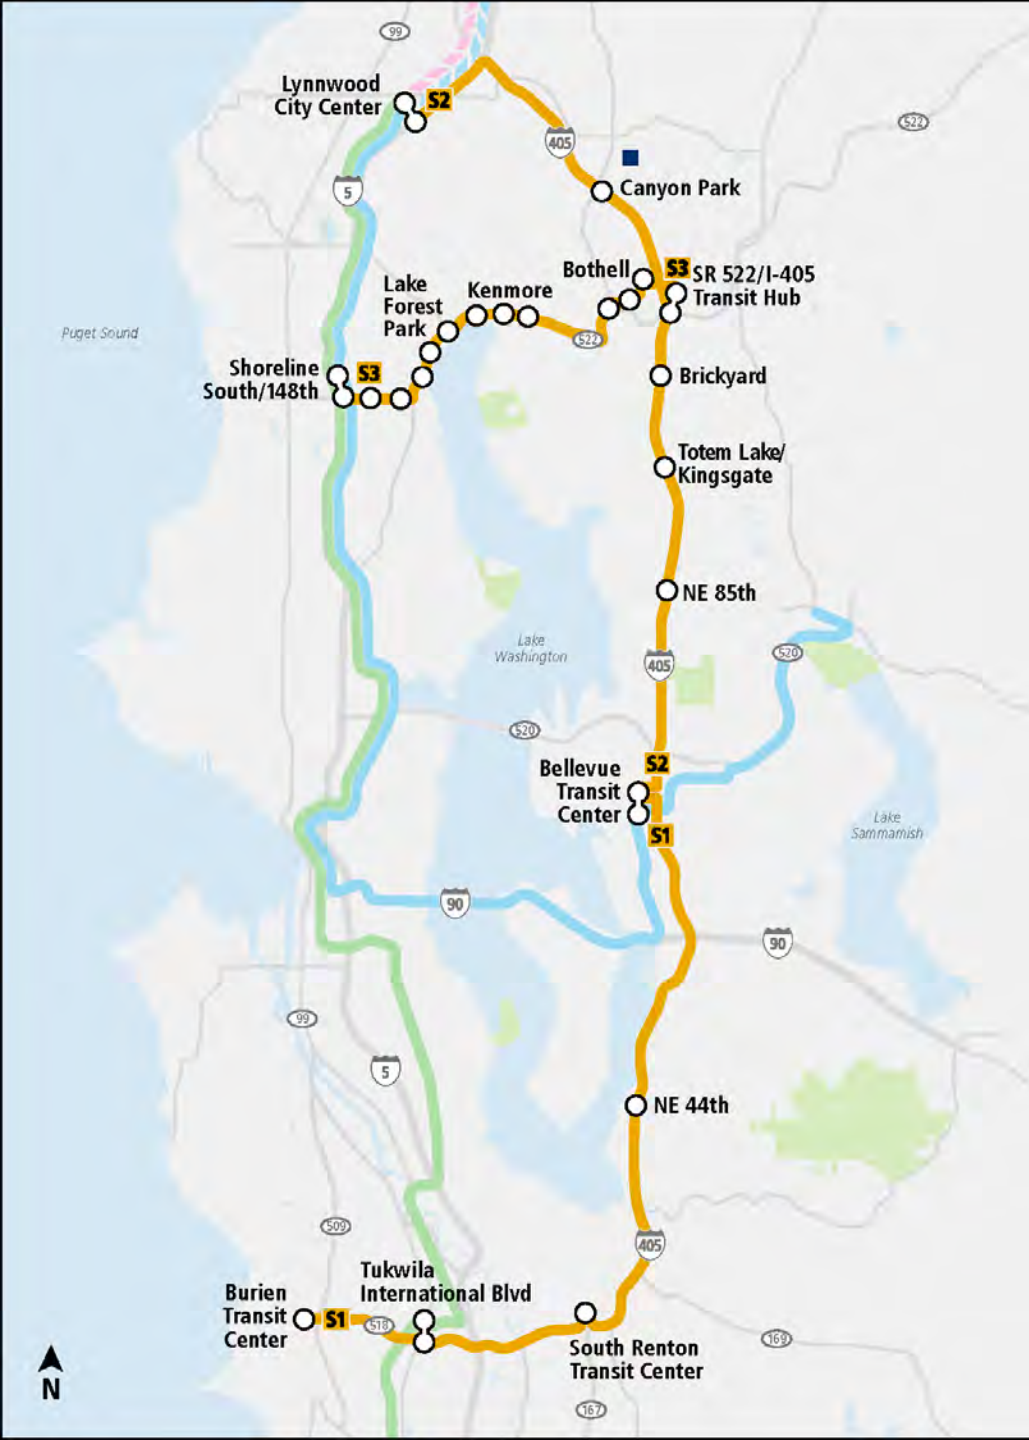 99
Lynnwood
City Center
S2
522
405
5
Canyon Park
Bothell
S3
SR 522/I-405
Transit Hub
Lake
Forest
Park
Kenmore
Puget Sound
522
Shoreline
South/148th
S3
Brickyard
Totem Lake/
Kingsgate
NE 85th
Lake
Washington
405
520
520
S2
Bellevue
Transit
Center
S1
Lake
Sammamish
90
90
99
5
NE 44th
509
405
Tukwila
International Blvd
Burien
Transit
Center
S1
518
South Renton
Transit Center
169
N
167